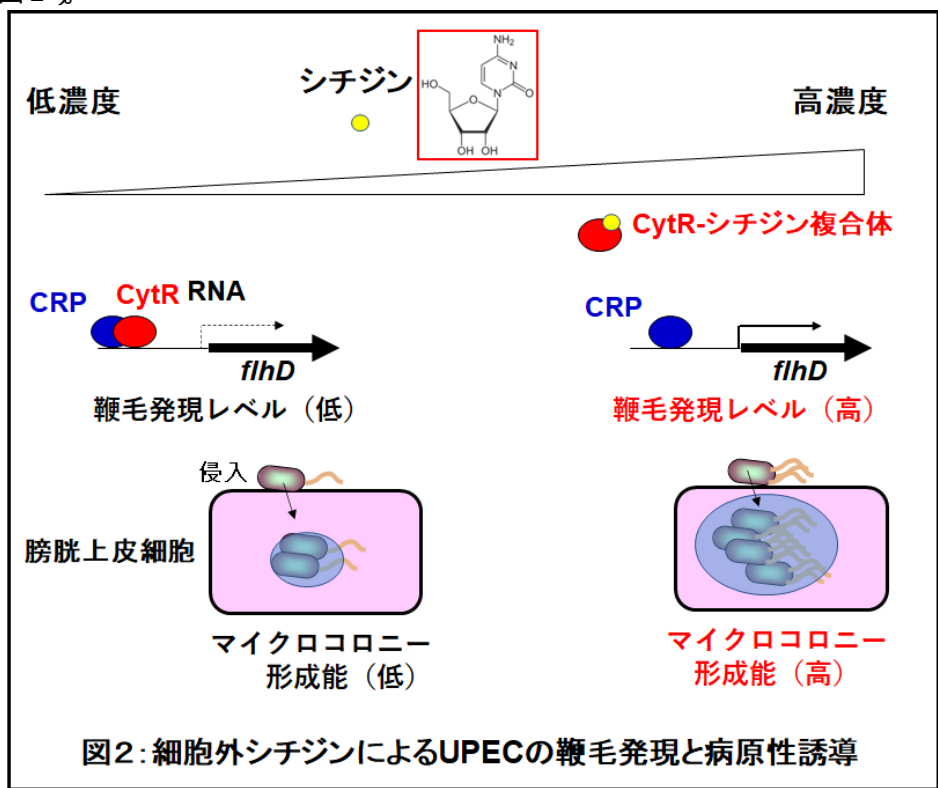 シチジン
NH2
N
HO
O
N
O
OH OH
低濃度
高濃度
CytR-シチジン複合体
CRP CytR RNA
flhD
鞭毛発現レベル（低）
CRP
flhD
鞭毛発現レベル（高）
侵入
膀胱上皮細胞
マイクロコロニー
形成能（低）
マイクロコロニー
形成能（高）
図2：細胞外シチジンによるUPECの鞭毛発現と病原性誘導